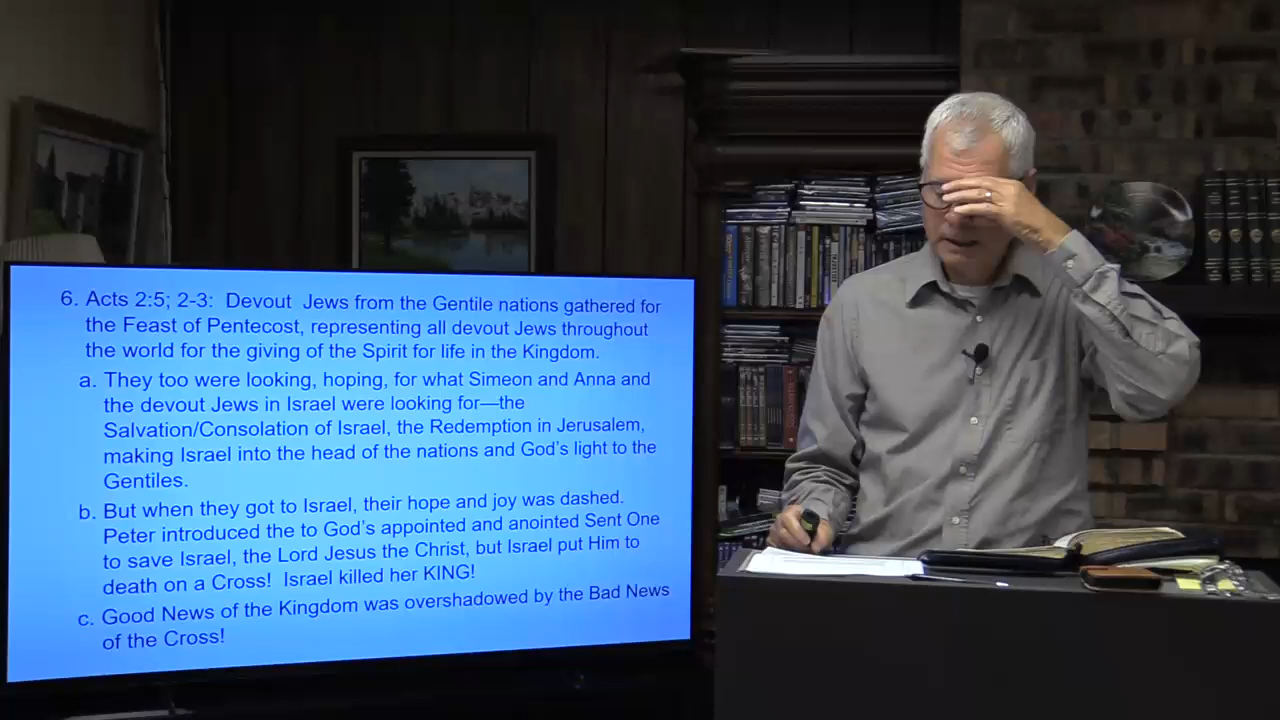 6. Acts 2:5; 2-3: Devout Jews from the Gentile nations gathered for
the Feast of Pentecost, representing all devout Jews throughout
the world for the giving of the Spirit for life in the Kingdom.
a. They too were looking, hoping, for what Simeon and Anna and
the devout Jews in Israel were looking for—the
Salvation/Consolation of Israel, the Redemption in Jerusalem,
making Israel into the head of the nations and God's light to the
Gentiles.
b. But when they got to Israel, their hope and joy was dashed.
Peter introduced the to God's appointed and anointed Sent One
to save Israel, the Lord Jesus the Christ, but Israel put Him to
death on a Cross! Israel killed her KING!
c. Good News of the Kingdom was overshadowed by the Bad News
of the Cross!